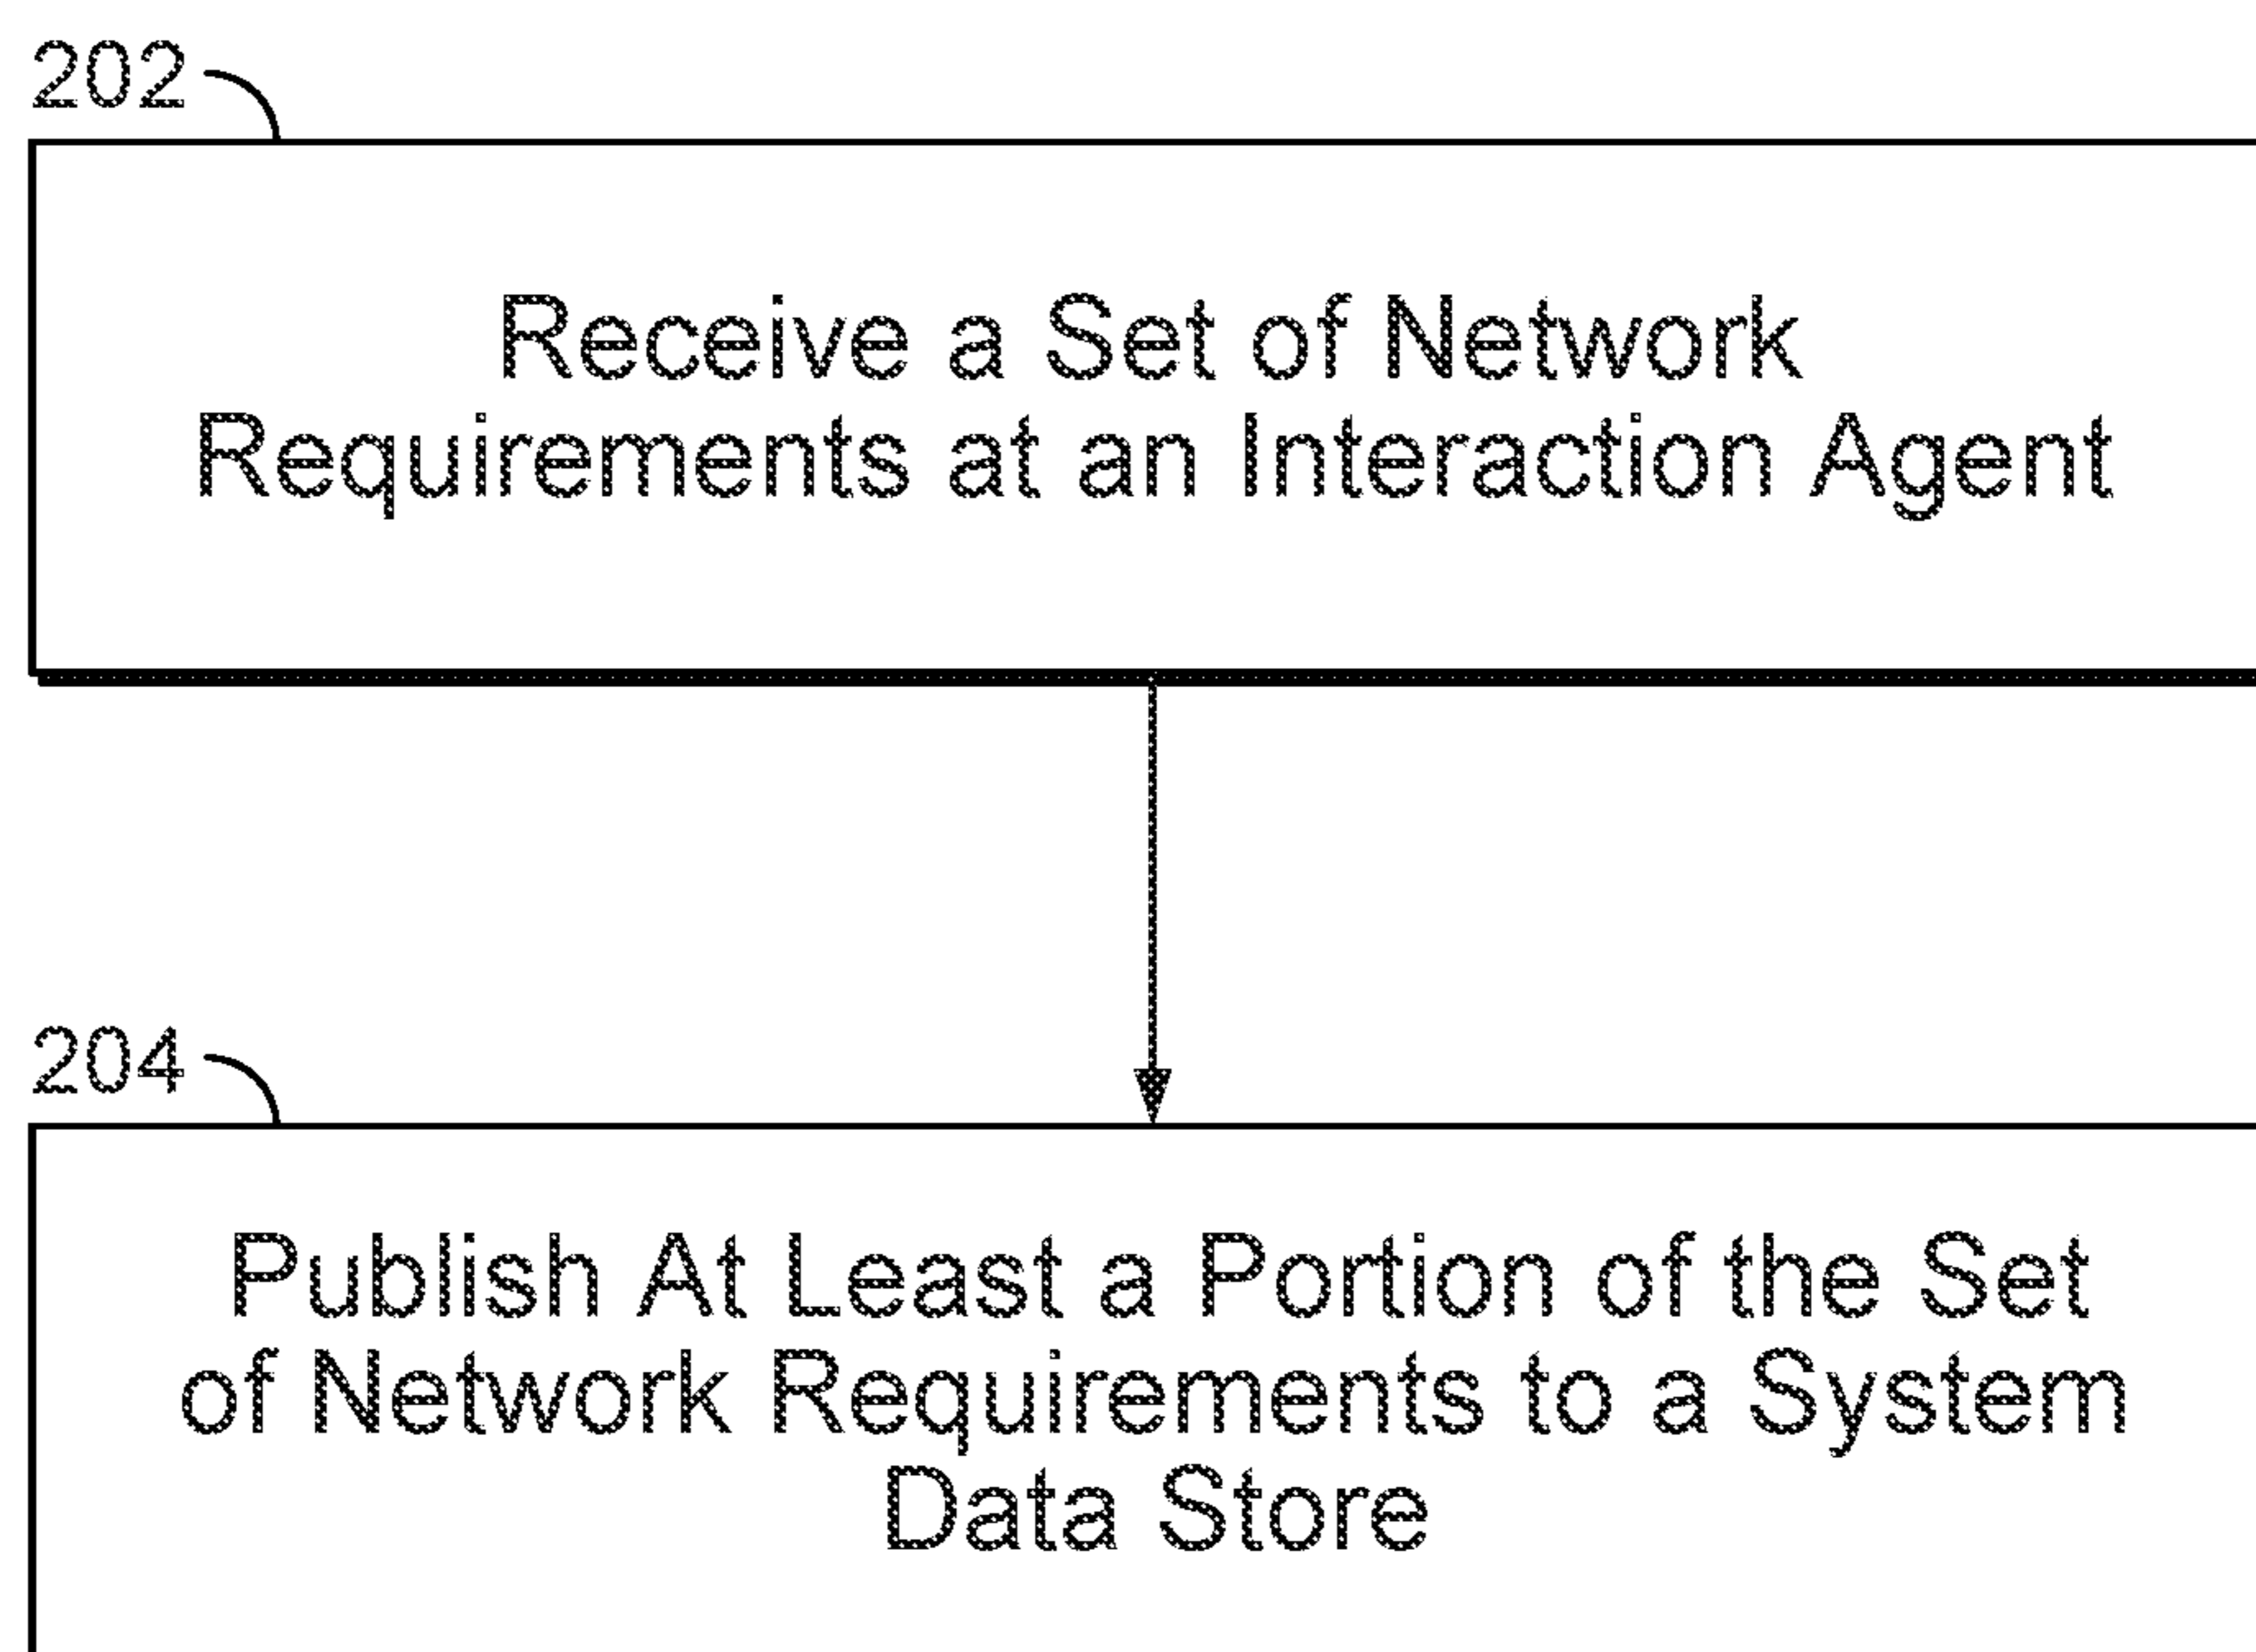 202
Receive a Set of Network
Requirements at an Interaction Agent
204
Publish At Least a Portion of the Set
of Network Requirements to a System
Data Store